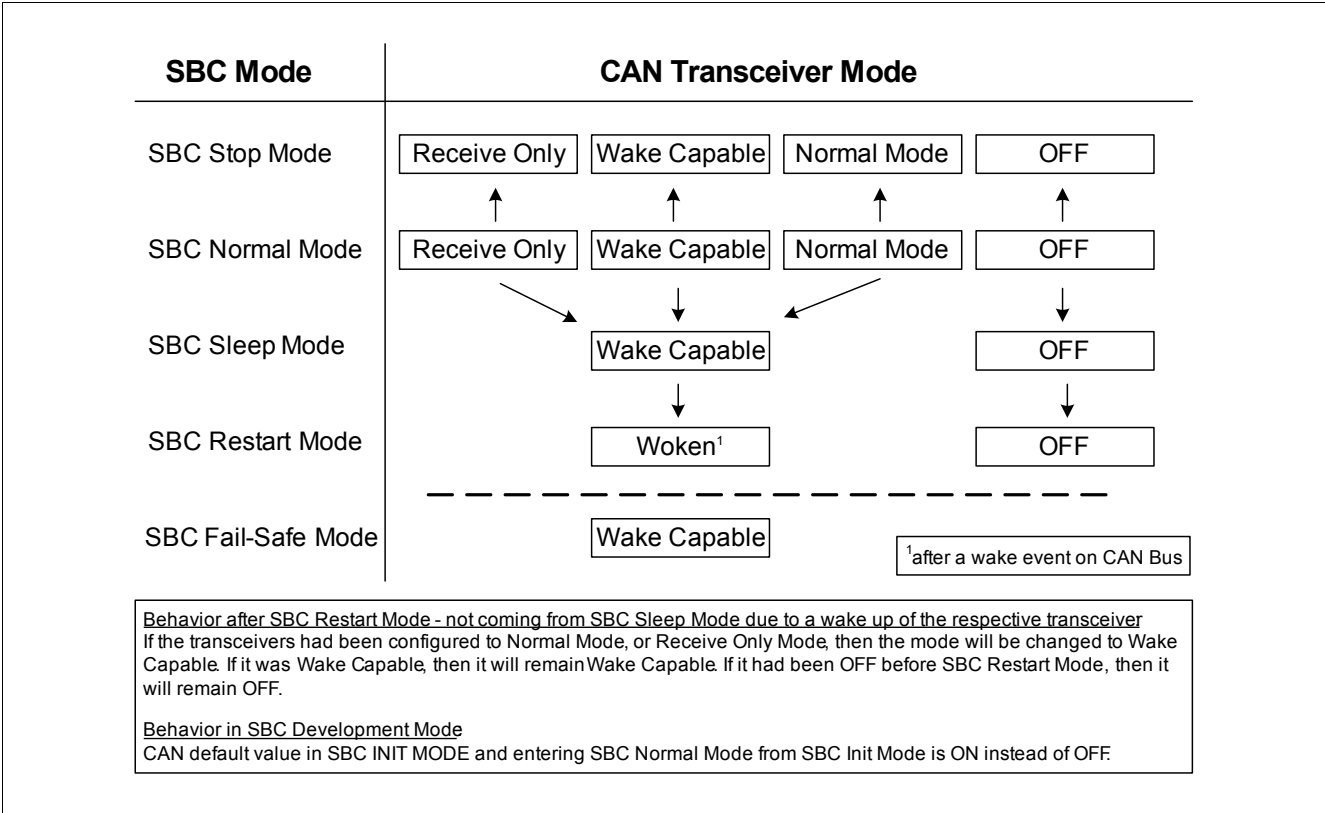 SBC Mode CAN Transceiver Mode
SBC Stop Mode Receive Only Wake Capable Normal Mode OFF
SBC Normal Mode Receive Only Wake Capable Normal Mode OFF
SBC Sleep Mode Wake Capable OFF
SBC Restart Mode Woken¹ OFF
SBC Fail-Safe Mode Wake Capable
¹after a wake event on CAN Bus
Behavior after SBC Restart Mode - not coming from SBC Sleep Mode due to a wake up of the respective transceiver
If the transceivers had been configured to Normal Mode, or Receive Only Mode, then the mode will be changed to Wake
Capable. If it was Wake Capable, then it will remain Wake Capable. If it had been OFF before SBC Restart Mode, then it
will remain OFF.
Behavior in SBC Development Mode
CAN default value in SBC INIT MODE and entering SBC Normal Mode from SBC Init Mode is ON instead of OFF.